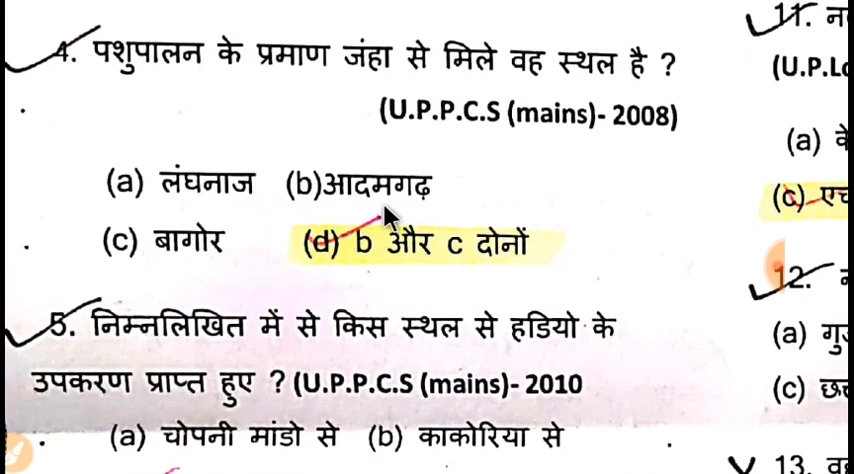 4. पशुपालन के प्रमाण जंहा से मिले वह स्थल है ?
(U.P.P.C.S (mains)- 2008)
(a) लंघनाज (b)आदमगढ़
(c) बागोर (d) b और c दोनों
5. निम्नलिखित में से किस स्थल से हडियो के
उपकरण प्राप्त हुए ? (U.P.P.C.S (mains)- 2010
(a) चोपनी मांडो से (b) काकोरिया से
11.
(U.P.Lo
(a)
(c)
12.
(a)
(c)
13.